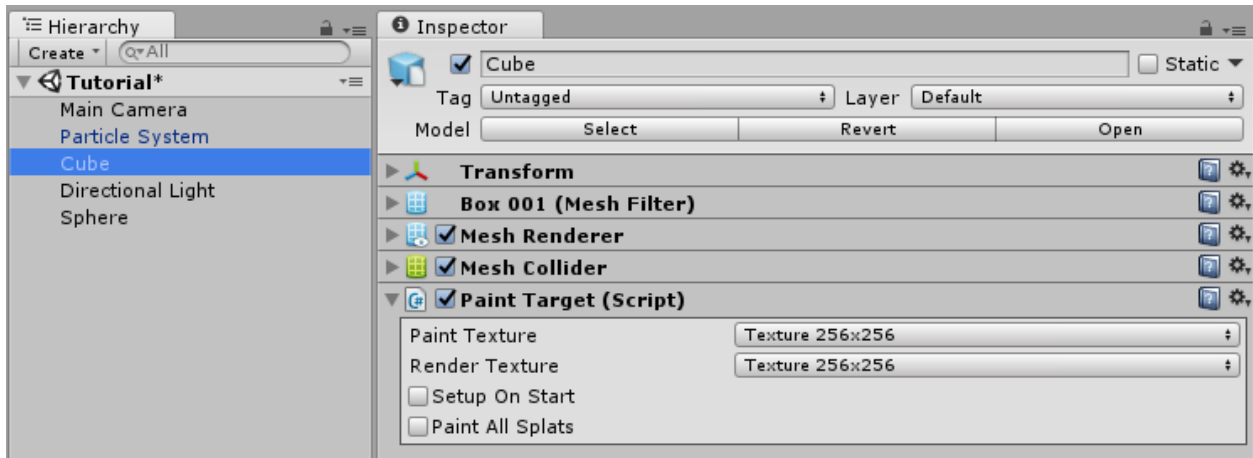 Hierarchy
Create
All
Tutorial*
Main Camera
Particle System
Cube
Directional Light
Sphere
Inspector
Cube Static
Tag Untagged Layer Default
Model Select Revert Open
Transform
Box 001 (Mesh Filter)
Mesh Renderer
Mesh Collider
Paint Target (Script)
Paint Texture Texture 256x256
Render Texture Texture 256x256
Setup On Start
Paint All Splats